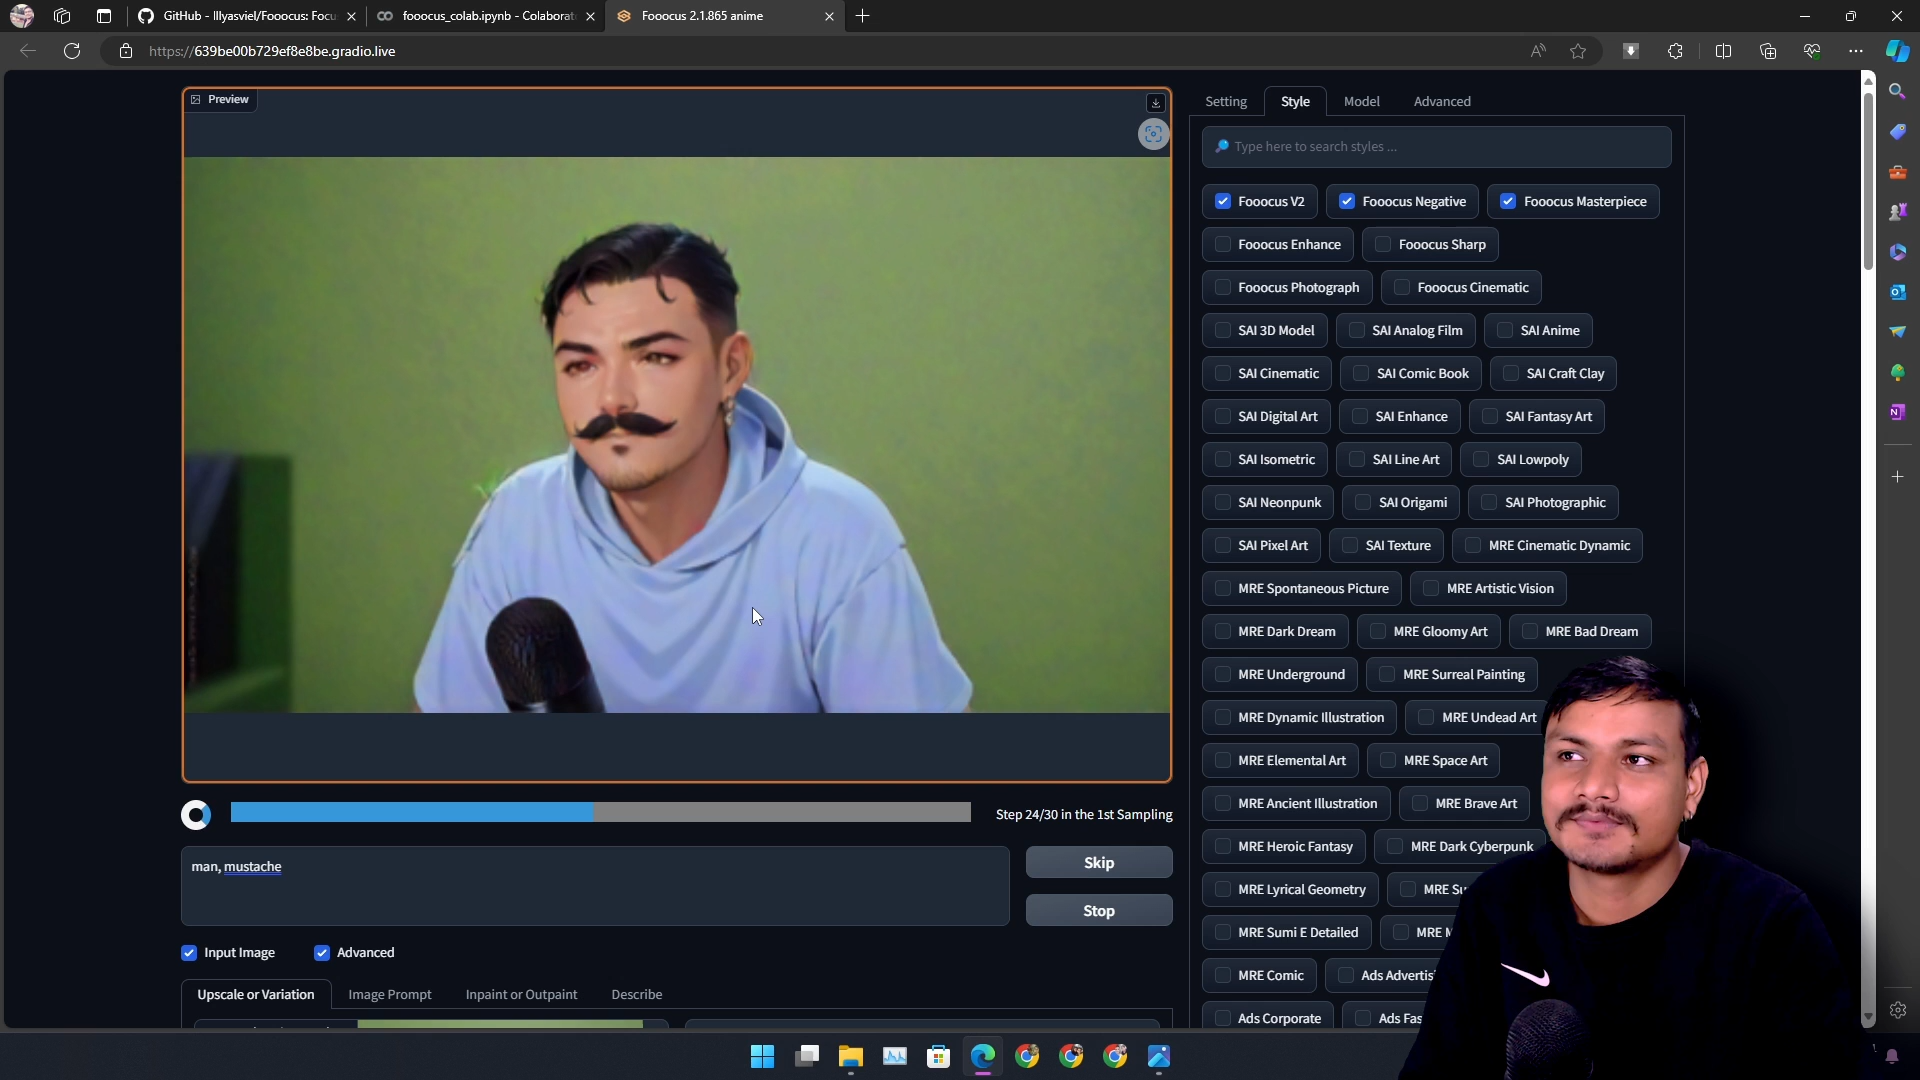 GitHub - lllyasviel/Fooocus: Focu
fooocus_colab.ipynb - Colaborat
Fooocus 2.1.865 anime
https://639be00b729ef8e8be.gradio.live
Preview
Setting
Style
Model
Advanced
Type here to search styles ...
Fooocus V2
Fooocus Negative
Fooocus Masterpiece
Fooocus Enhance
Fooocus Sharp
Fooocus Photograph
Fooocus Cinematic
SAI 3D Model
SAI Analog Film
SAI Anime
SAI Cinematic
SAI Comic Book
SAI Craft Clay
SAI Digital Art
SAI Enhance
SAI Fantasy Art
SAI Isometric
SAI Line Art
SAI Lowpoly
SAI Neonpunk
SAI Origami
SAI Photographic
SAI Pixel Art
SAI Texture
MRE Cinematic Dynamic
MRE Spontaneous Picture
MRE Artistic Vision
MRE Dark Dream
MRE Gloomy Art
MRE Bad Dream
MRE Underground
MRE Surreal Painting
MRE Dynamic Illustration
MRE Undead Art
MRE Elemental Art
MRE Space Art
MRE Ancient Illustration
MRE Brave Art
MRE Heroic Fantasy
MRE Dark Cyberpunk
MRE Lyrical Geometry
MRE Su
MRE Sumi E Detailed
MRE M
MRE Comic
Ads Advertis
Ads Corporate
Ads Fas
Step 24/30 in the 1st Sampling
man, mustache
Skip
Stop
Input Image
Advanced
Upscale or Variation
Image Prompt
Inpaint or Outpaint
Describe